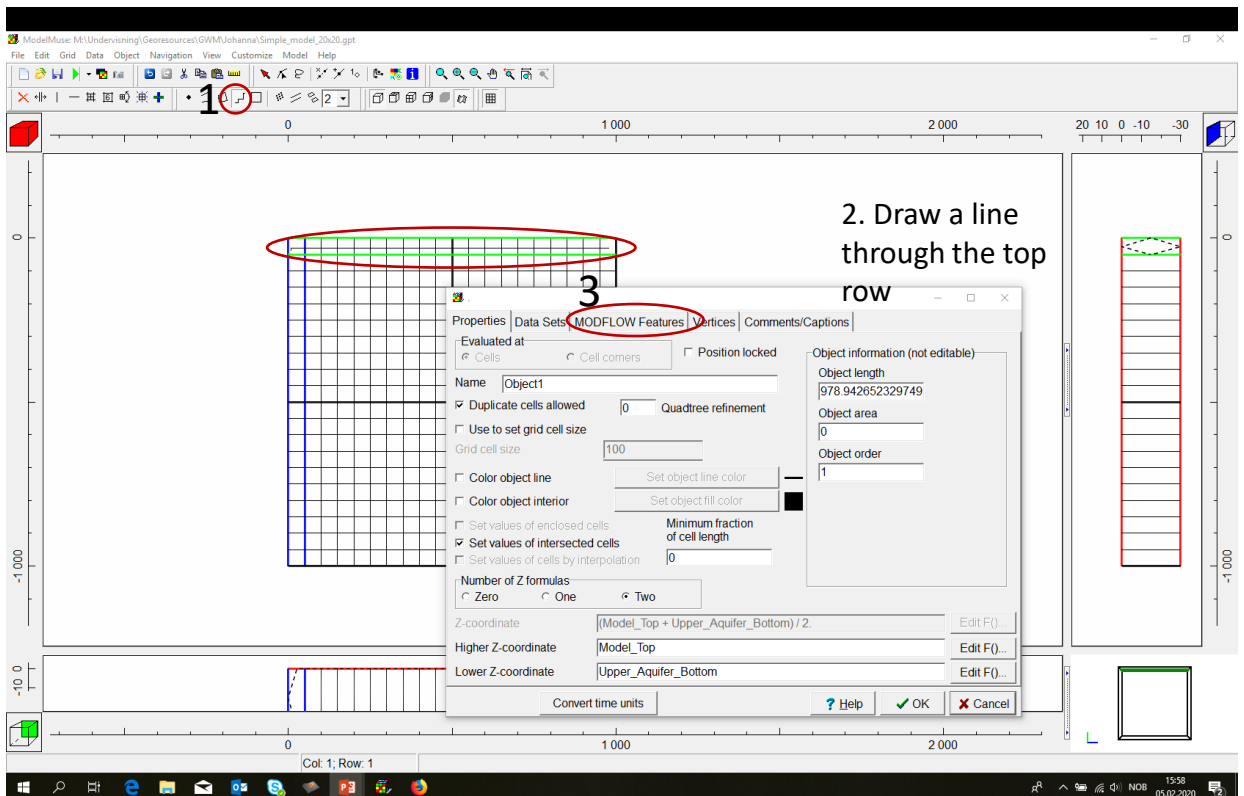 ModelMuse: M:\Undervisning\Georesources\GWM\Johanna\Simple_model_20x20.gpt
File Edit Grid Data Object Navigation View Customize Model Help
1
2
0 1 000 2 000
20 10 0 -10 -30
2. Draw a line
through the top
row
0
0
-1 000
-1 000
3
Properties Data Sets MODFLOW Features Vertices Comments/Captions
Evaluated at
Cells Cell corners
Position locked
Object information (not editable)
Object length
978.942652329749
Object area
0
Object order
1
Name Object1
Duplicate cells allowed 0 Quadtree refinement
Use to set grid cell size
Grid cell size 100
Color object line Set object line color
Color object interior Set object fill color
Set values of enclosed cells
Set values of intersected cells
Set values of cells by interpolation
Minimum fraction
of cell length
0
Number of Z formulas
Zero One Two
Z-coordinate (Model_Top + Upper_Aquifer_Bottom) / 2. Edit F()...
Higher Z-coordinate Model_Top Edit F()...
Lower Z-coordinate Upper_Aquifer_Bottom Edit F()...
Convert time units ? Help OK Cancel
0
-10
0 1 000 2 000
Col: 1; Row: 1
NOB
15:58
05.02.2020
2